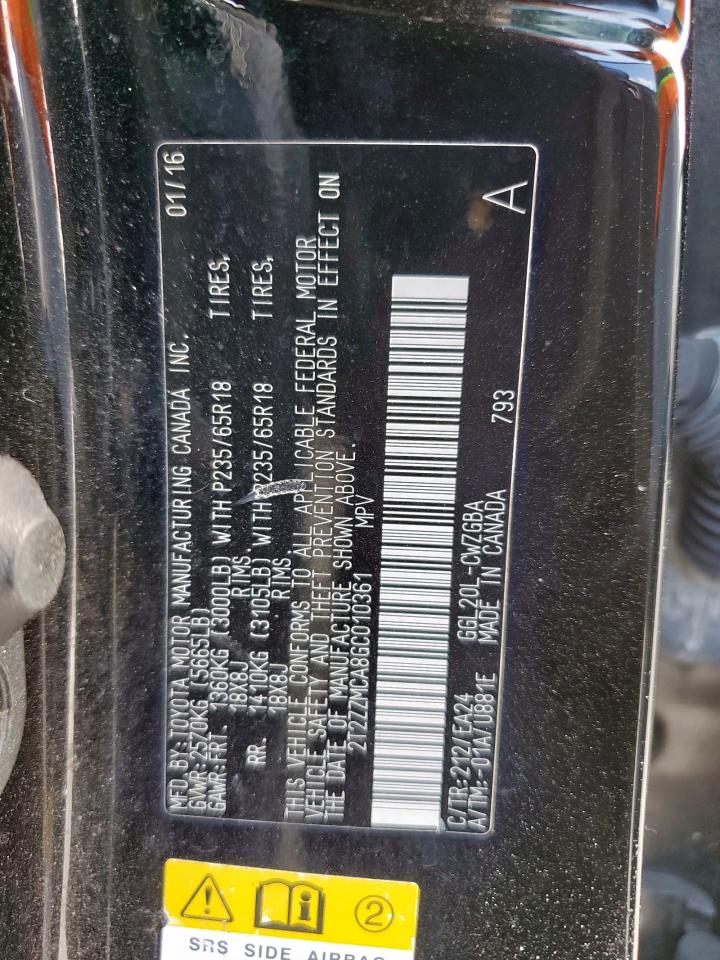 MFD BY:TOYOTA MOTOR MANUFACTURING CANADA INC. 01/16
GVWR:2570KG (5665LB)
GAWR:FRT. 1360KG (3000LB) WITH P235/65R18 TIRES,
18X8J RIMS.
RR. 1410KG (3105LB) WITH P235/65R18 TIRES,
18X8J RIMS.
THIS VEHICLE CONFORMS TO ALL APPLICABLE FEDERAL MOTOR
VEHICLE SAFETY AND THEFT PREVENTION STANDARDS IN EFFECT ON
THE DATE OF MANUFACTURE SHOWN ABOVE.
2T2ZZMCA8GC010361 MPV
C/TR:212/EA24 GGL20L-CWZGBA
A/TM:-01A/U881E MADE IN CANADA 793 A
2
SRS SIDE AIRBAG